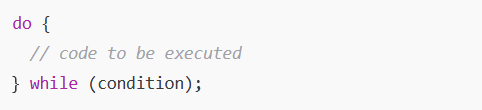 do {
  // code to be executed
} while (condition);